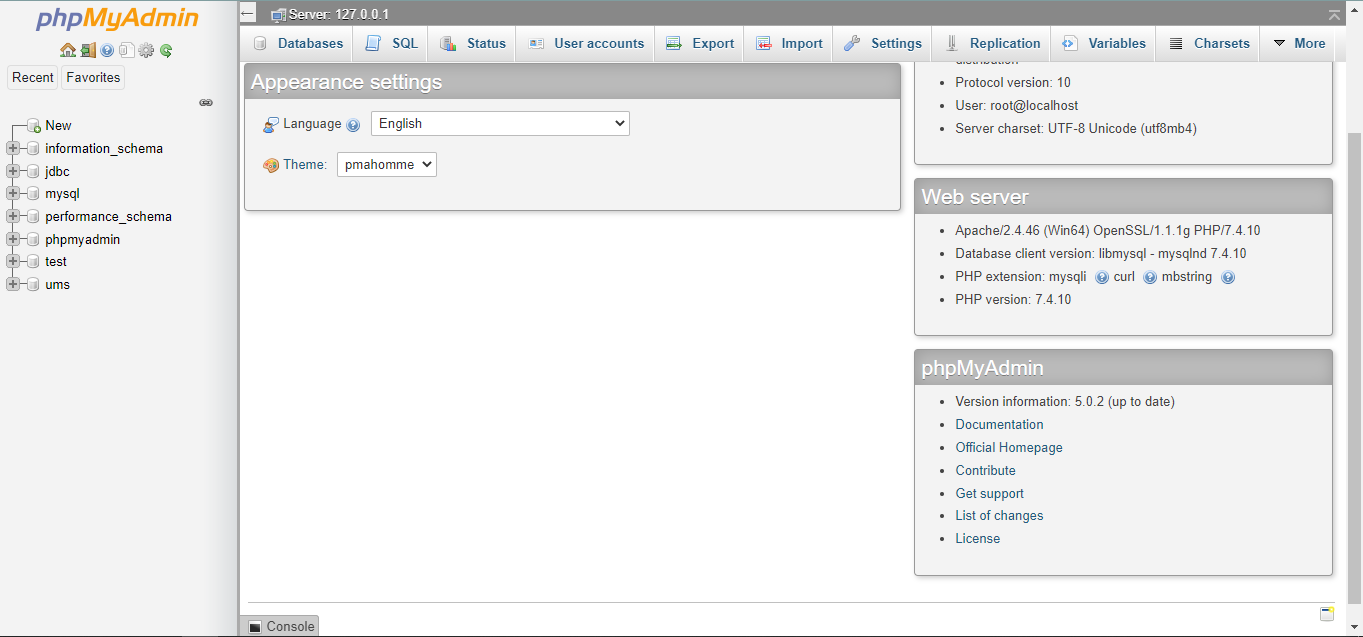 phpMyAdmin
Recent Favorites
New
information_schema
jdbc
mysql
performance_schema
phpmyadmin
test
ums
Server: 127.0.0.1
Databases SQL Status User accounts Export Import Settings Replication Variables Charsets More
Appearance settings
Language English
Theme: pmahomme
distribution
Protocol version: 10
User: root@localhost
Server charset: UTF-8 Unicode (utf8mb4)
Web server
Apache/2.4.46 (Win64) OpenSSL/1.1.1g PHP/7.4.10
Database client version: libmysql - mysqlnd 7.4.10
PHP extension: mysqli curl mbstring
PHP version: 7.4.10
phpMyAdmin
Version information: 5.0.2 (up to date)
Documentation
Official Homepage
Contribute
Get support
List of changes
License
Console